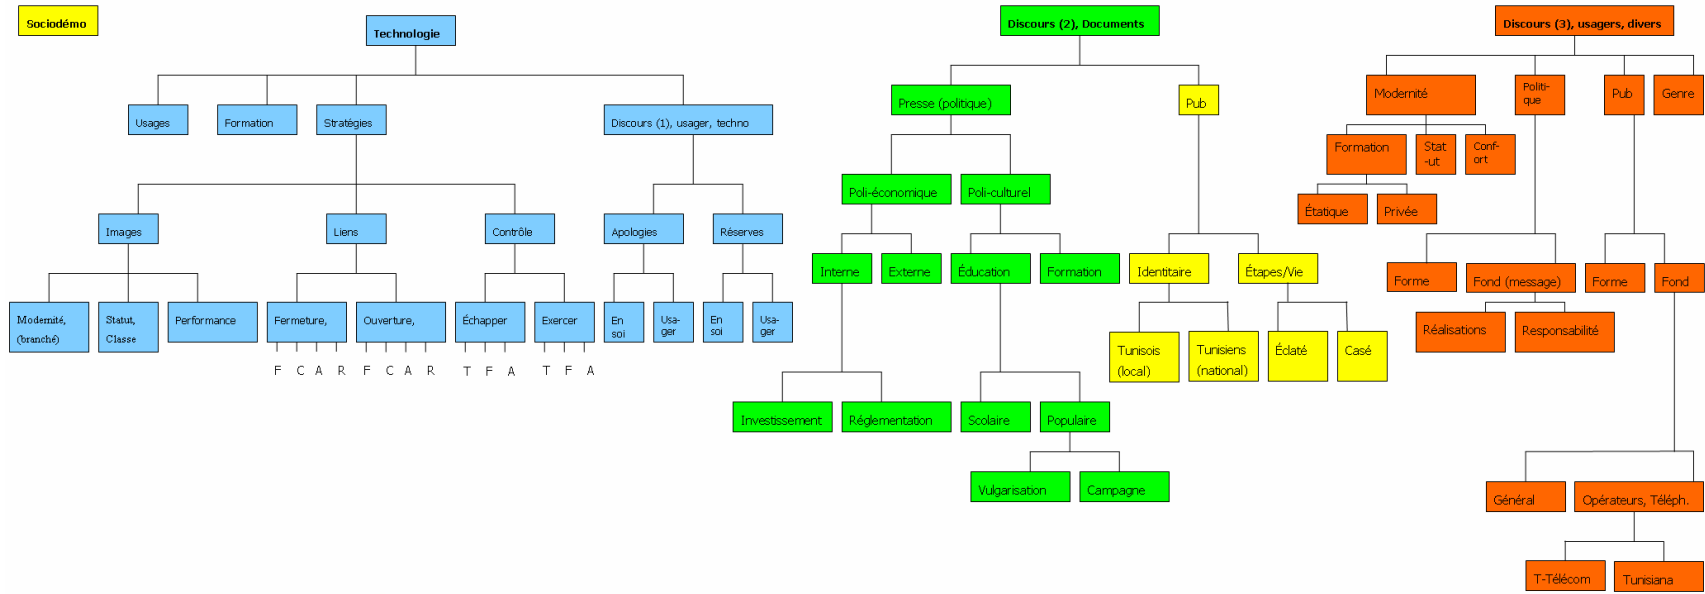 Sociodémo
Technologie
Discours (2), Documents
Discours (3), usagers, divers
Usages
Formation
Stratégies
Discours (1), usager, techno
Presse (politique)
Pub
Modernité
Politi-
que
Pub
Genre
Formation
Stat
-ut
Conf-
ort
Poli-économique
Poli-culturel
Étatique
Privée
Images
Liens
Contrôle
Apologies
Réserves
Interne
Externe
Éducation
Formation
Identitaire
Étapes/Vie
Forme
Fond (message)
Forme
Fond
Modernité,
(branché)
Statut,
Classe
Performance
Fermeture,
Ouverture,
Échapper
Exercer
En
soi
Usa-
ger
En
soi
Usa-
ger
Réalisations
Responsabilité
Tunisois
(local)
Tunisiens
(national)
Éclaté
Casé
F C A R F C A R T F A T F A
Investissement
Réglementation
Scolaire
Populaire
Vulgarisation
Campagne
Général
Opérateurs, Téléph.
T-Télécom
Tunisiana